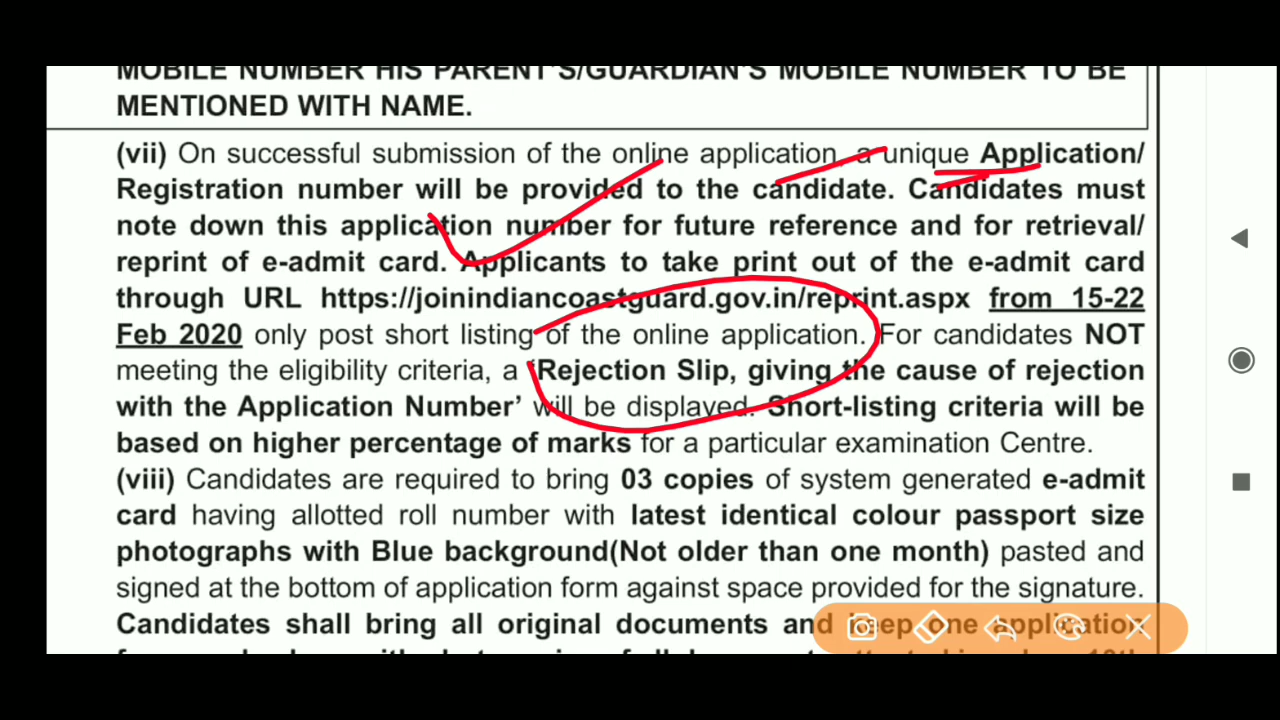 MOBILE NUMBER HIS PARENT'S/GUARDIAN'S MOBILE NUMBER TO BE
MENTIONED WITH NAME.
(vii) On successful submission of the online application, a unique Application/
Registration number will be provided to the candidate. Candidates must
note down this application number for future reference and for retrieval/
reprint of e-admit card. Applicants to take print out of the e-admit card
through URL https://joinindiancoastguard.gov.in/reprint.aspx from 15-22
Feb 2020 only post short listing of the online application. For candidates NOT
meeting the eligibility criteria, a ‘Rejection Slip, giving the cause of rejection
with the Application Number’ will be displayed. Short-listing criteria will be
based on higher percentage of marks for a particular examination Centre.
(viii) Candidates are required to bring 03 copies of system generated e-admit
card having allotted roll number with latest identical colour passport size
photographs with Blue background(Not older than one month) pasted and
signed at the bottom of application form against space provided for the signature.
Candidates shall bring all original documents and keep one application